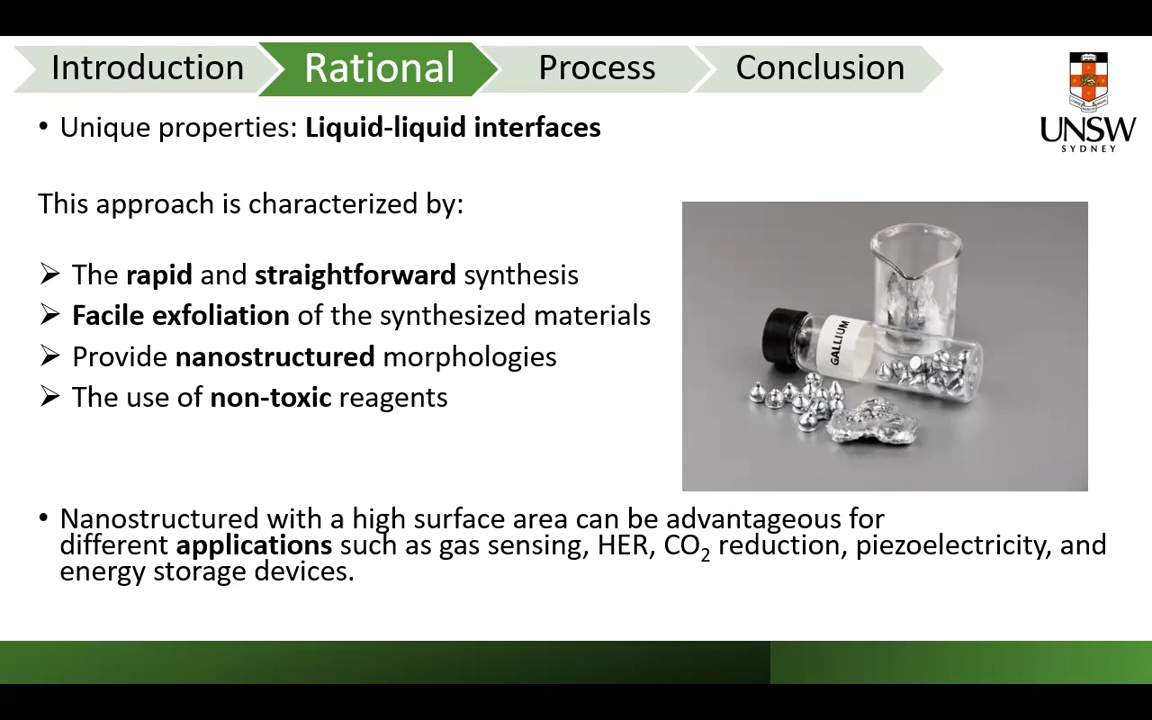 Introduction
Rational
Process
Conclusion
UNSW
SYDNEY
• Unique properties: Liquid-liquid interfaces
This approach is characterized by:
➢ The rapid and straightforward synthesis
➢ Facile exfoliation of the synthesized materials
➢ Provide nanostructured morphologies
➢ The use of non-toxic reagents
GALLIUM
• Nanostructured with a high surface area can be advantageous for
different applications such as gas sensing, HER, CO₂ reduction, piezoelectricity, and
energy storage devices.